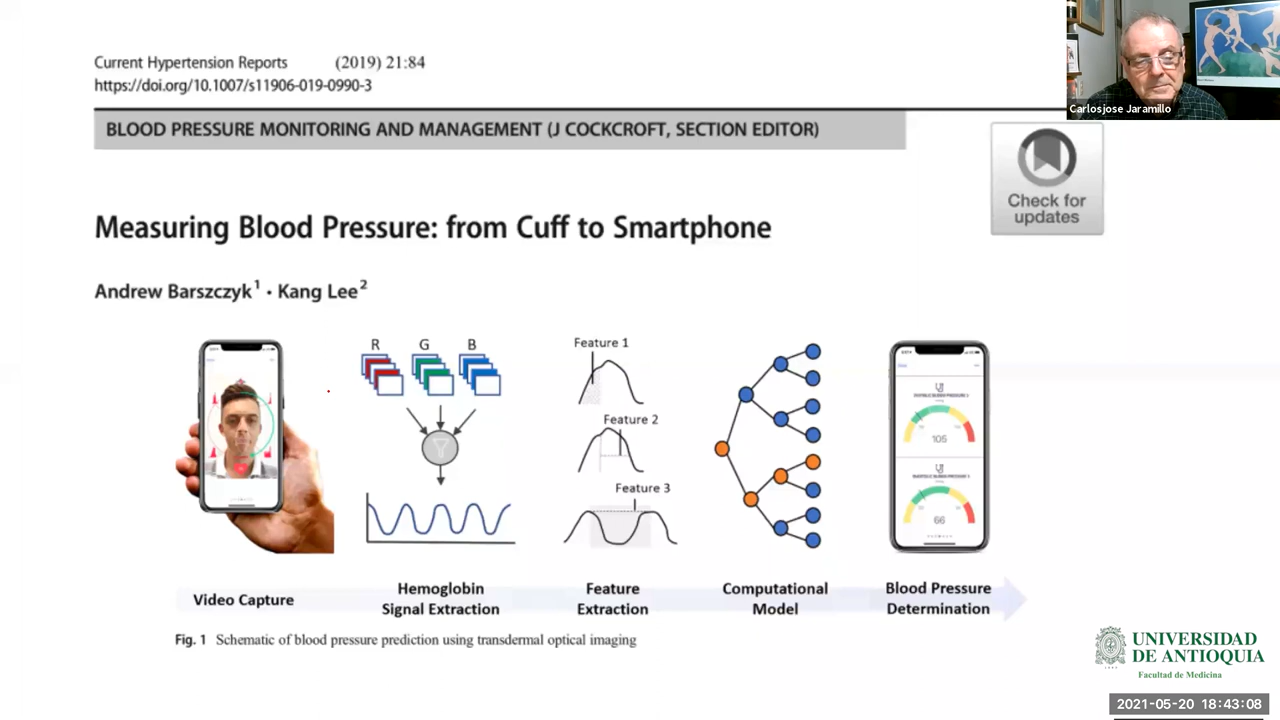 Current Hypertension Reports (2019) 21:84
https://doi.org/10.1007/s11906-019-0990-3
Carlosjose Jaramillo
BLOOD PRESSURE MONITORING AND MANAGEMENT (J COCKCROFT, SECTION EDITOR)
Check for
updates
Measuring Blood Pressure: from Cuff to Smartphone
Andrew Barszczyk1 · Kang Lee2
R G B
Feature 1
Feature 2
Feature 3
105
66
Video Capture
Hemoglobin
Signal Extraction
Feature
Extraction
Computational
Model
Blood Pressure
Determination
Fig. 1 Schematic of blood pressure prediction using transdermal optical imaging
UNIVERSIDAD
DE ANTIOQUIA
Facultad de Medicina
2021-05-20 18:43:08